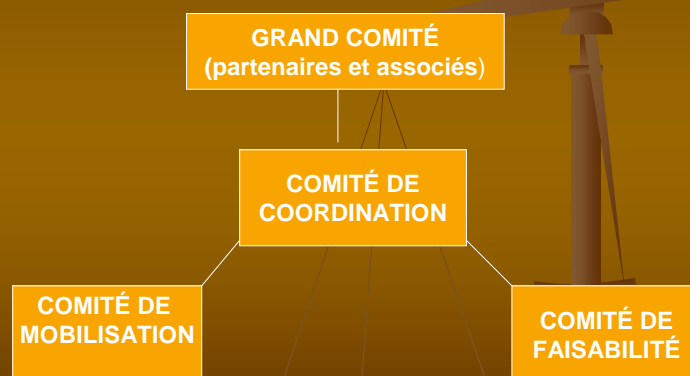 GRAND COMITÉ
(partenaires et associés)
COMITÉ DE
COORDINATION
COMITÉ DE
MOBILISATION
COMITÉ DE
FAISABILITÉ